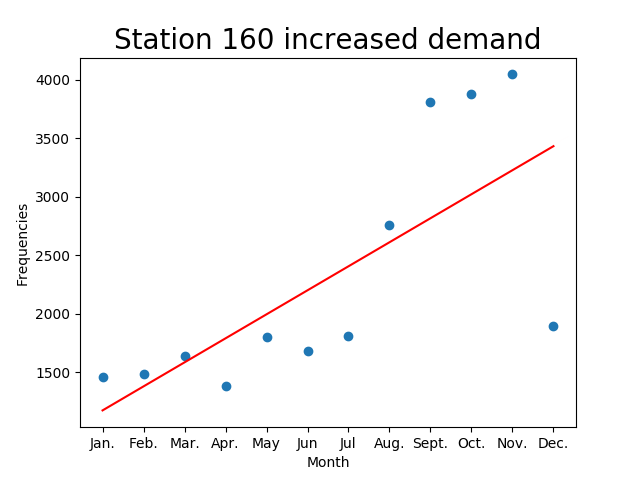 Station 160 increased demand
Frequencies
4000
3500
3000
2500
2000
1500
Jan. Feb. Mar. Apr. May Jun Jul Aug. Sept. Oct. Nov. Dec.
Month